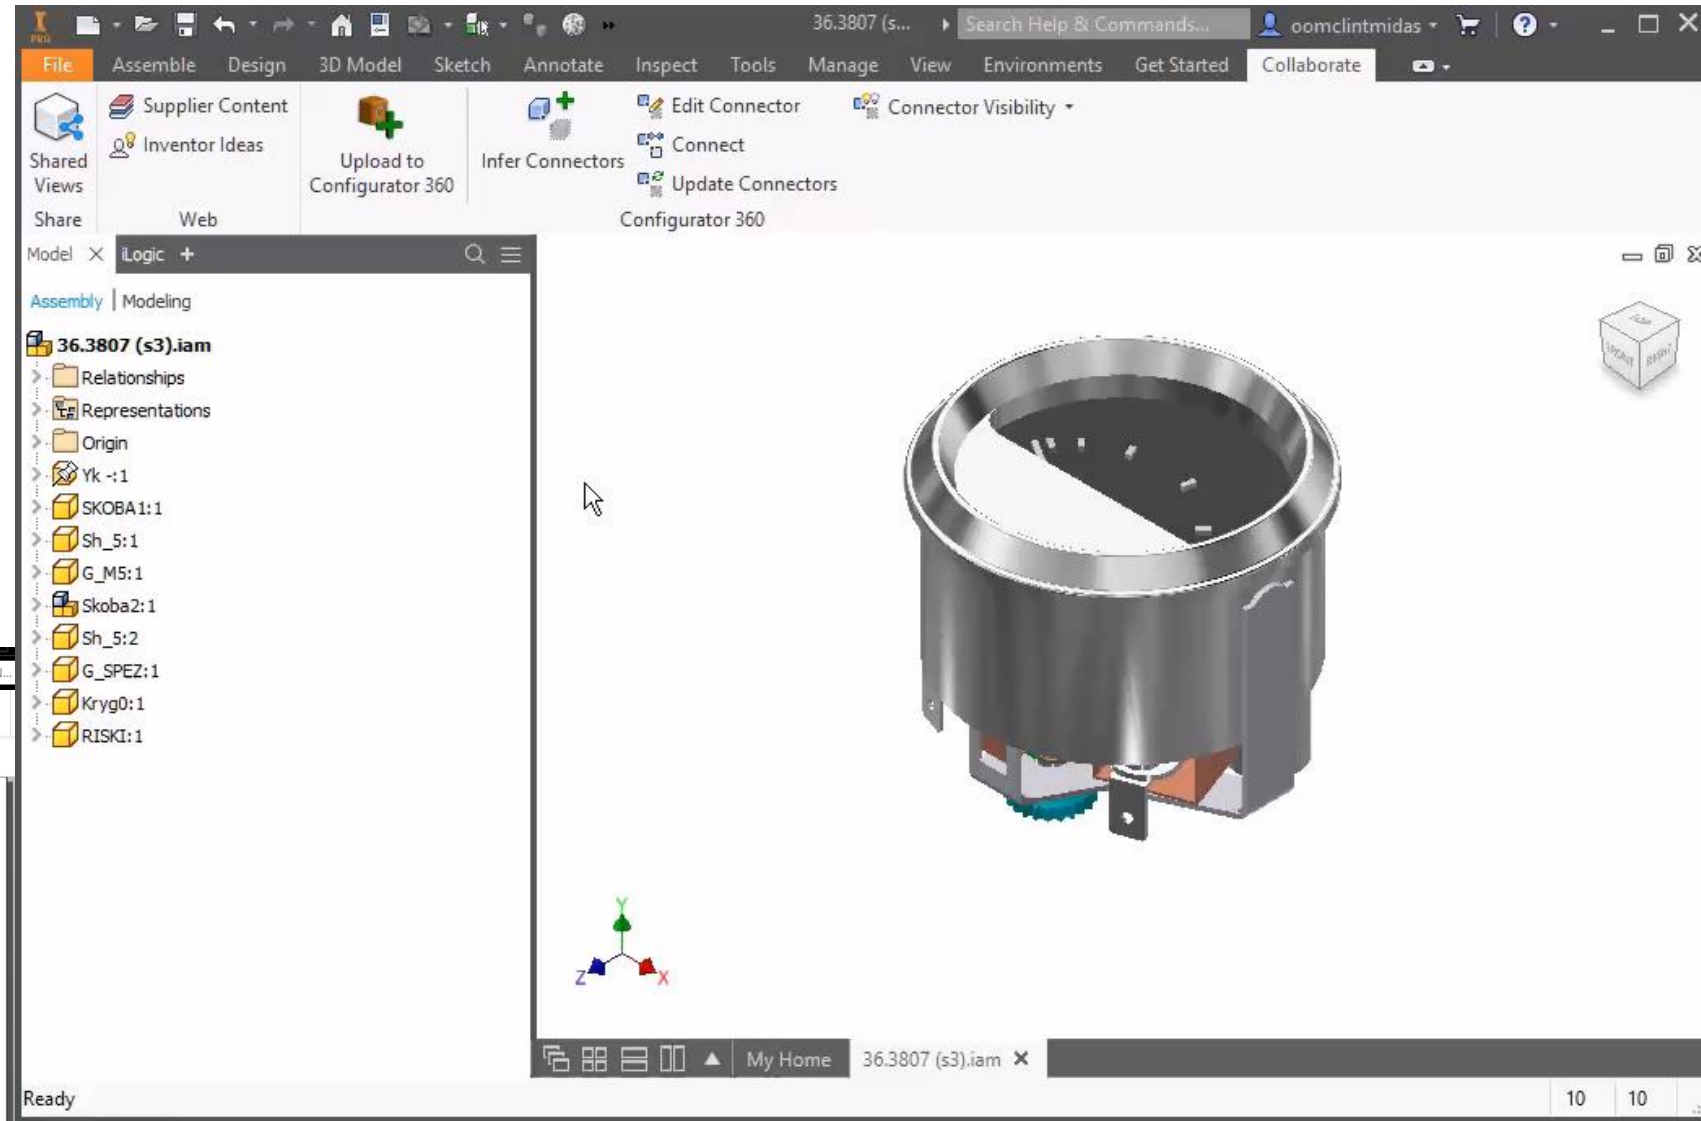 PRO
36.3807 (s...
Search Help & Commands...
oomclintmidas
?
File Assemble Design 3D Model Sketch Annotate Inspect Tools Manage View Environments Get Started Collaborate
Shared Views
Supplier Content
Inventor Ideas
Upload to Configurator 360
Infer Connectors
Edit Connector
Connect
Update Connectors
Connector Visibility
Share Web Configurator 360
Model iLogic +
Assembly | Modeling
36.3807 (s3).iam
Relationships
Representations
Origin
Yk -:1
SKOBA1:1
Sh_5:1
G_M5:1
Skoba2:1
Sh_5:2
G_SPEZ:1
Kryg0:1
RISKI:1
TOP
FRONT RIGHT
Y
Z X
My Home 36.3807 (s3).iam
Ready 10 10